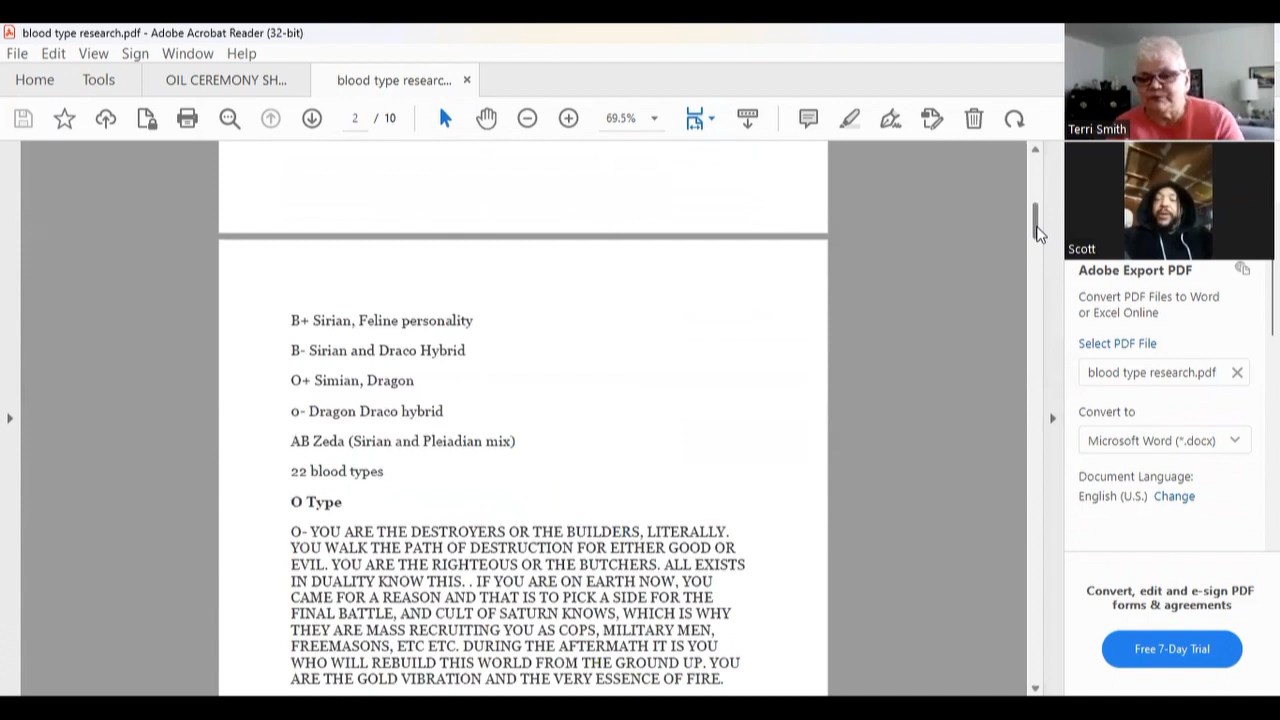 blood type research.pdf - Adobe Acrobat Reader (32-bit)
File Edit View Sign Window Help
Home Tools OIL CEREMONY SH... blood type researc...
2 / 10 69.5%
B+ Sirian, Feline personality
B- Sirian and Draco Hybrid
O+ Simian, Dragon
o- Dragon Draco hybrid
AB Zeda (Sirian and Pleiadian mix)
22 blood types
O Type
O- YOU ARE THE DESTROYERS OR THE BUILDERS, LITERALLY.
YOU WALK THE PATH OF DESTRUCTION FOR EITHER GOOD OR
EVIL. YOU ARE THE RIGHTEOUS OR THE BUTCHERS. ALL EXISTS
IN DUALITY KNOW THIS. . IF YOU ARE ON EARTH NOW, YOU
CAME FOR A REASON AND THAT IS TO PICK A SIDE FOR THE
FINAL BATTLE, AND CULT OF SATURN KNOWS, WHICH IS WHY
THEY ARE MASS RECRUITING YOU AS COPS, MILITARY MEN,
FREEMASONS, ETC ETC. DURING THE AFTERMATH IT IS YOU
WHO WILL REBUILD THIS WORLD FROM THE GROUND UP. YOU
ARE THE GOLD VIBRATION AND THE VERY ESSENCE OF FIRE.
Terri Smith
Scott
Adobe Export PDF
Convert PDF Files to Word
or Excel Online
Select PDF File
blood type research.pdf
Convert to
Microsoft Word (*.docx)
Document Language:
English (U.S.) Change
Convert, edit and e-sign PDF
forms & agreements
Free 7-Day Trial